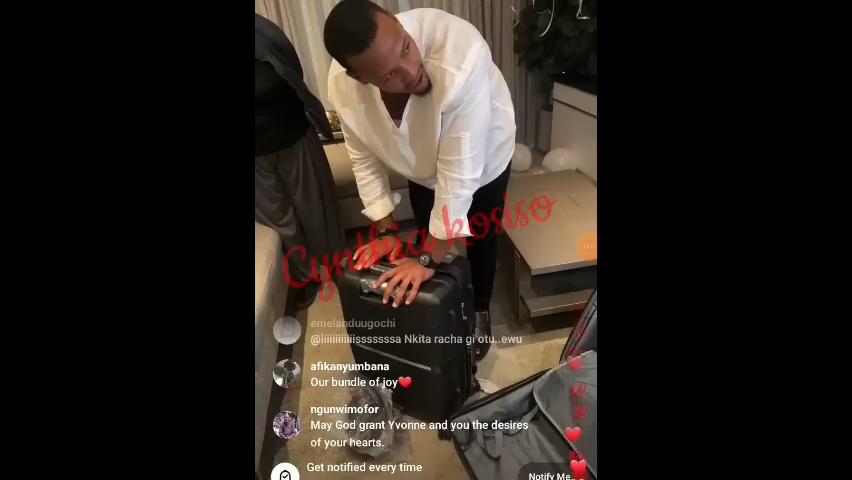 Cynthia kosiso
emelanduugochi
@liiiiiiiiiiisssssssa Nkita racha gi otu..ewu
afikanyumbana
Our bundle of joy❤️
ngunwimofor
May God grant Yvonne and you the desires
of your hearts.
Get notified every time
Notify Me